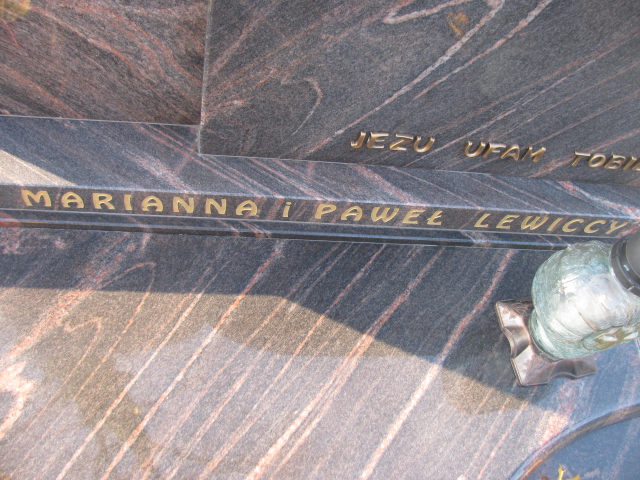 JEZU UFAM TOBIE
MARIANNA i PAWEŁ LEWICCY